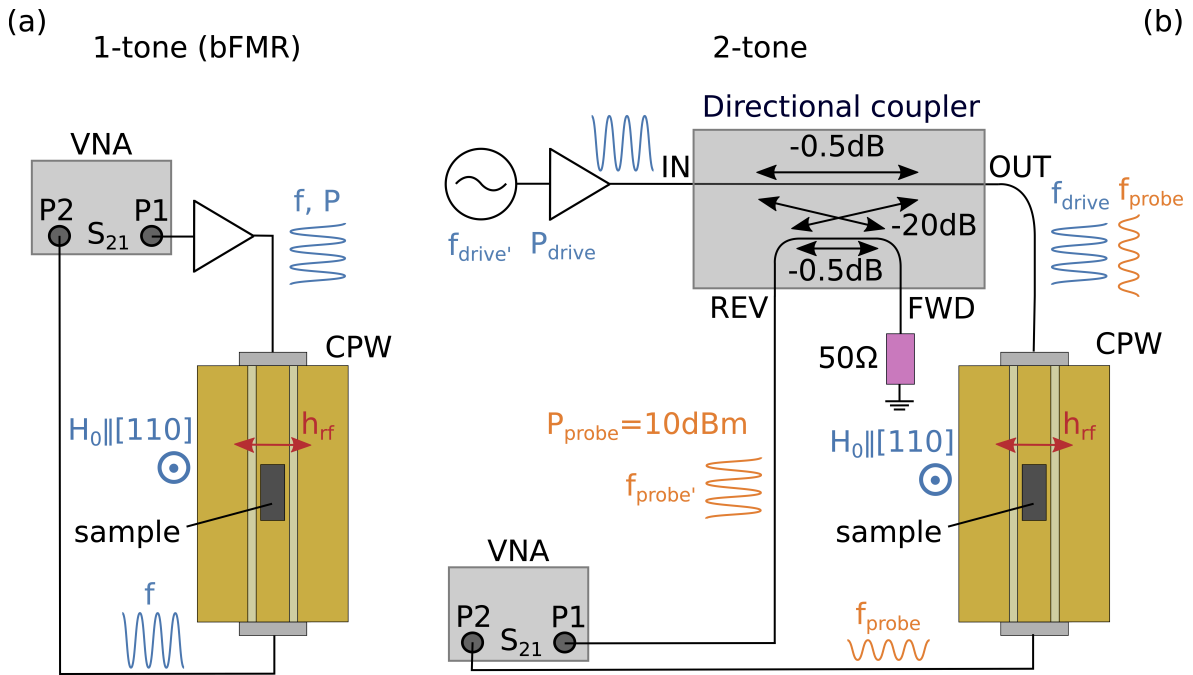 (a)
1-tone (bFMR)
VNA
P2 S21 P1
f, P
CPW
H0∥[110]
hrf
sample
f
(b)
2-tone
Directional coupler
IN
-0.5dB
OUT
-20dB
-0.5dB
fdrive' Pdrive
fdrive fprobe
REV
FWD
50Ω
CPW
Pprobe=10dBm
fprobe'
H0∥[110]
hrf
sample
VNA
P2 S21 P1
fprobe